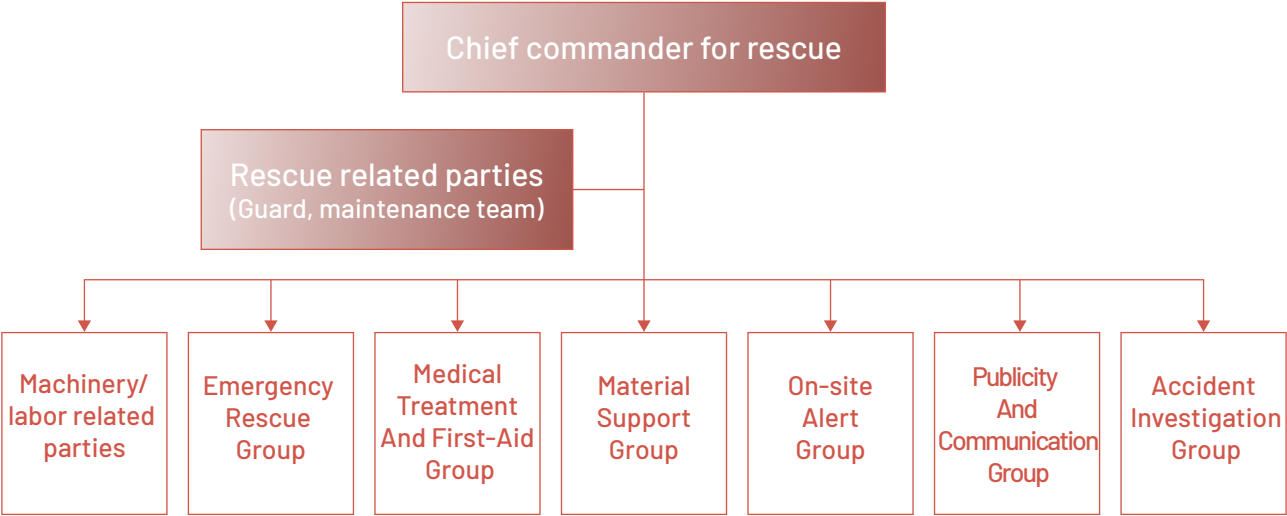 Chief commander for rescue
Rescue related parties
(Guard, maintenance team)
Machinery/
labor related
parties
Emergency
Rescue
Group
Medical
Treatment
And First-Aid
Group
Material
Support
Group
On-site
Alert
Group
Publicity
And
Communication
Group
Accident
Investigation
Group